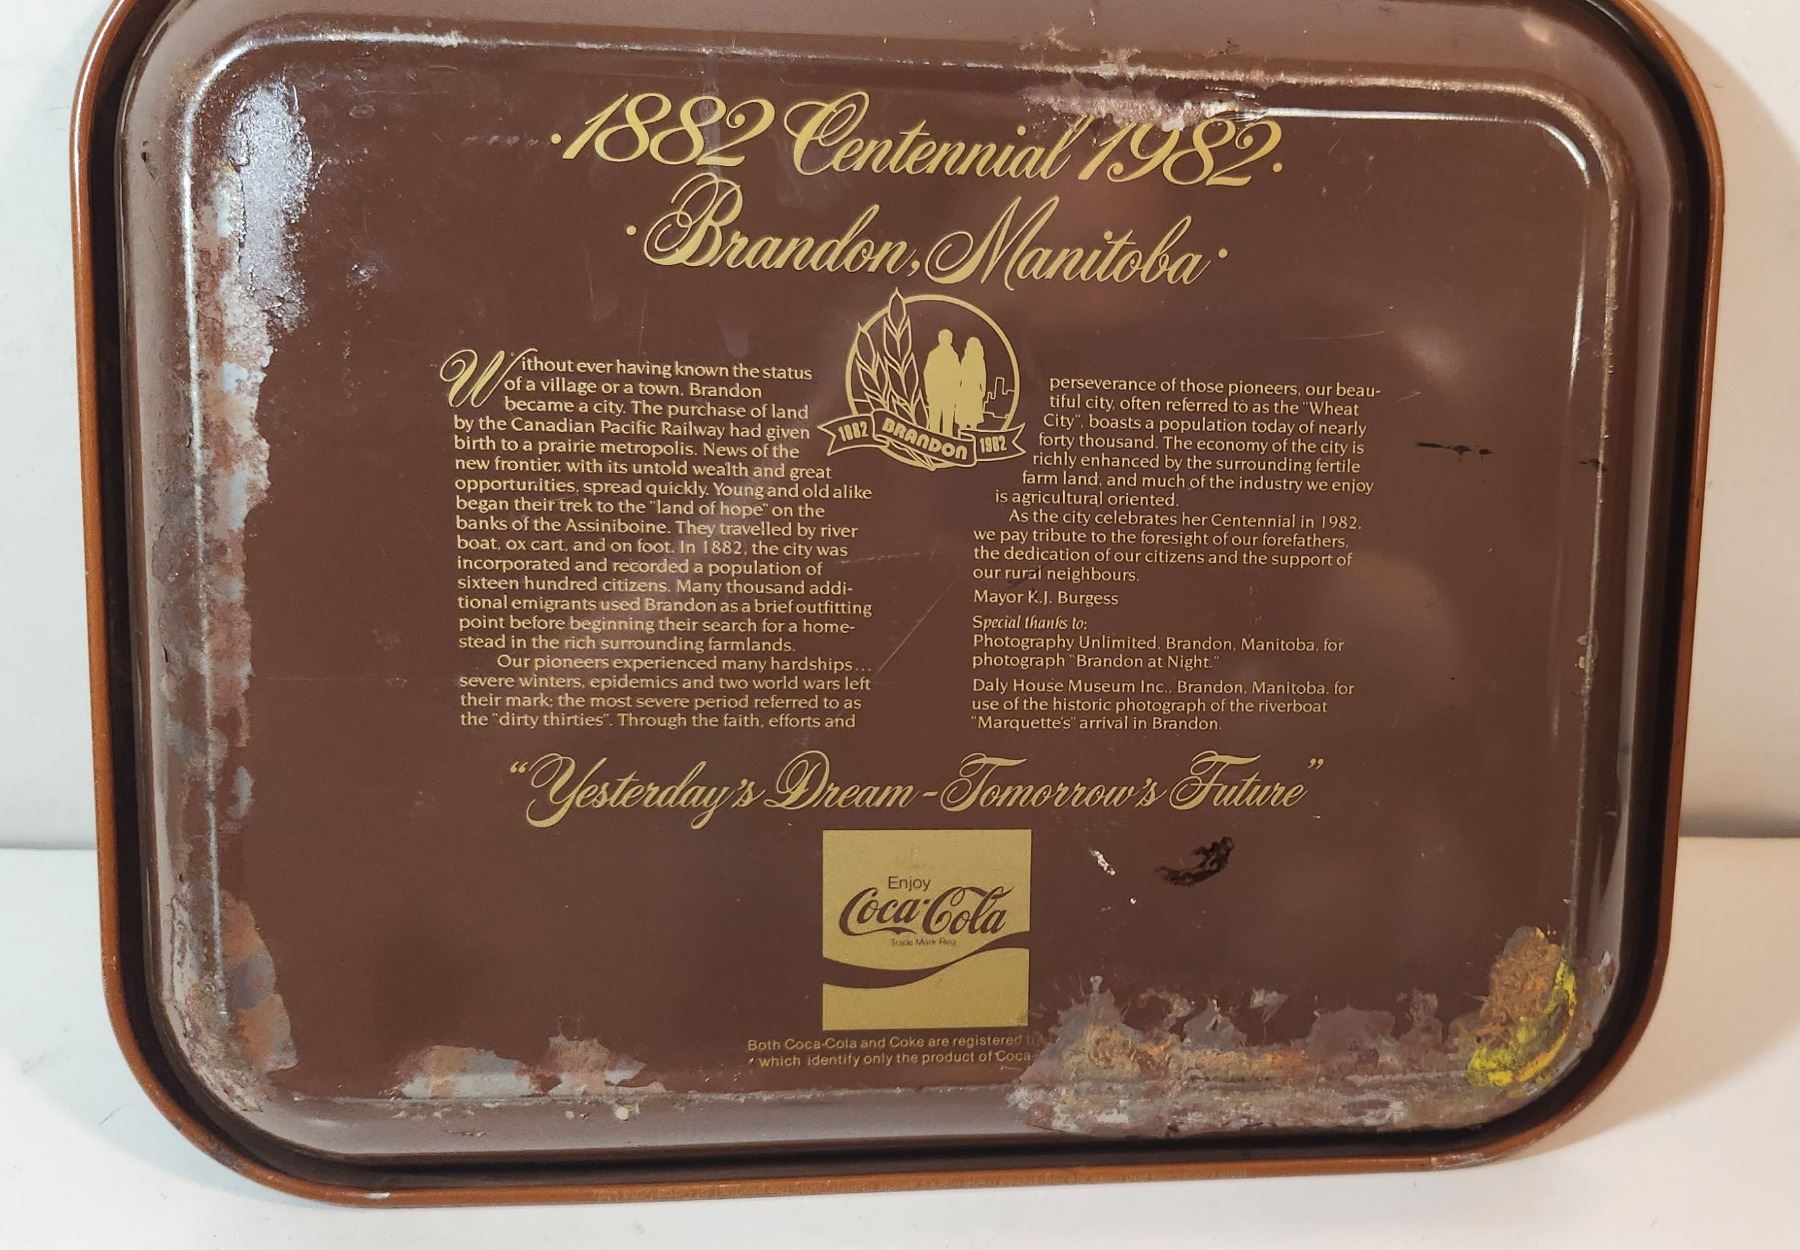 ·1882 Centennial 1982·
·Brandon, Manitoba·
1882 BRANDON 1982
Without ever having known the status
of a village or a town, Brandon
became a city. The purchase of land
by the Canadian Pacific Railway had given
birth to a prairie metropolis. News of the
new frontier, with its untold wealth and great
opportunities, spread quickly. Young and old alike
began their trek to the "land of hope" on the
banks of the Assiniboine. They travelled by river
boat, ox cart, and on foot. In 1882, the city was
incorporated and recorded a population of
sixteen hundred citizens. Many thousand addi-
tional emigrants used Brandon as a brief outfitting
point before beginning their search for a home-
stead in the rich surrounding farmlands.
Our pioneers experienced many hardships...
severe winters, epidemics and two world wars left
their mark; the most severe period referred to as
the "dirty thirties". Through the faith, efforts and
perseverance of those pioneers, our beau-
tiful city, often referred to as the "Wheat
City", boasts a population today of nearly
forty thousand. The economy of the city is
richly enhanced by the surrounding fertile
farm land, and much of the industry we enjoy
is agricultural oriented.
As the city celebrates her Centennial in 1982,
we pay tribute to the foresight of our forefathers,
the dedication of our citizens and the support of
our rural neighbours.
Mayor K.J. Burgess
Special thanks to:
Photography Unlimited, Brandon, Manitoba, for
photograph "Brandon at Night."
Daly House Museum Inc., Brandon, Manitoba, for
use of the historic photograph of the riverboat
"Marquette's" arrival in Brandon.
"Yesterday's Dream - Tomorrow's Future"
Enjoy
Coca-Cola
Trade Mark Reg.
Both Coca-Cola and Coke are registered
which identify only the product of Coca-